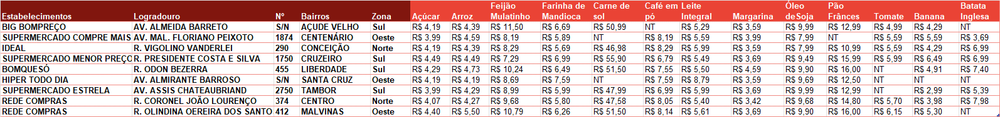 Estabelecimentos Logradouro Nº Bairros Zona Açúcar Arroz Feijão Mulatinho Farinha de Mandioca Carne de sol Café em pó Leite Integral Margarina Óleo de Soja Pão Frânces Tomate Banana Batata Inglesa
BIG BOMPREÇO AV. ALMEIDA BARRETO S/N AÇUDE VELHO Sul R$ 4,19 R$ 4,39 R$ 11,50 R$ 6,69 R$ 50,99 NT R$ 5,29 R$ 3,59 R$ 9,99 R$ 12,99 R$ 4,99 R$ 4,29 NT
SUPERMERCADO COMPRE MAIS AV. MAL. FLORIANO PEIXOTO 1874 CENTENÁRIO Oeste R$ 3,99 R$ 4,59 R$ 8,19 R$ 5,89 NT R$ 8,19 R$ 5,59 R$ 3,99 R$ 7,99 NT R$ 5,59 R$ 5,59 R$ 3,69
IDEAL R. VIGOLINO VANDERLEI 290 CONCEIÇÃO Norte R$ 4,19 R$ 4,39 R$ 8,29 R$ 5,69 R$ 46,98 R$ 8,29 R$ 5,99 R$ 3,59 R$ 7,99 R$ 10,99 R$ 5,59 R$ 4,29 R$ 6,99
SUPERMERCADO MENOR PREÇO R. PRESIDENTE COSTA E SILVA 1750 CRUZEIRO Sul R$ 4,49 R$ 4,49 R$ 7,29 R$ 6,99 R$ 55,90 R$ 6,79 R$ 5,49 R$ 3,69 R$ 9,49 R$ 15,99 R$ 5,99 R$ 6,49 R$ 6,99
BOMQUESÓ R. ODON BEZERRA 455 LIBERDADE Sul R$ 4,29 R$ 4,73 R$ 10,24 R$ 6,49 R$ 51,50 R$ 7,55 R$ 5,50 R$ 4,59 R$ 9,90 R$ 16,00 NT R$ 4,91 R$ 7,40
HIPER TODO DIA AV. ALMIRANTE BARROSO S/N SANTA CRUZ Oeste R$ 4,19 R$ 4,19 R$ 8,69 R$ 7,59 NT R$ 7,59 R$ 8,79 R$ 3,59 R$ 9,69 R$ 12,50 NT NT NT
SUPERMERCADO ESTRELA AV. ASSIS CHATEAUBRIAND 2750 TAMBOR Sul R$ 3,99 R$ 4,29 R$ 8,99 R$ 5,99 R$ 47,99 R$ 6,99 R$ 5,99 R$ 3,69 R$ 9,99 R$ 12,99 NT R$ 2,99 R$ 5,39
REDE COMPRAS R. CORONEL JOÃO LOURENÇO 374 CENTRO Norte R$ 4,07 R$ 4,27 R$ 9,68 R$ 5,80 R$ 47,58 R$ 8,05 R$ 5,40 R$ 3,42 R$ 9,68 R$ 14,80 R$ 5,70 R$ 3,98 R$ 7,98
REDE COMPRAS R. OLINDINA OEREIRA DOS SANTO 412 MALVINAS Oeste R$ 4,40 R$ 5,50 R$ 10,79 R$ 6,26 R$ 51,50 R$ 8,14 R$ 5,61 R$ 3,69 R$ 9,90 R$ 16,00 R$ 6,15 R$ 5,30 NT